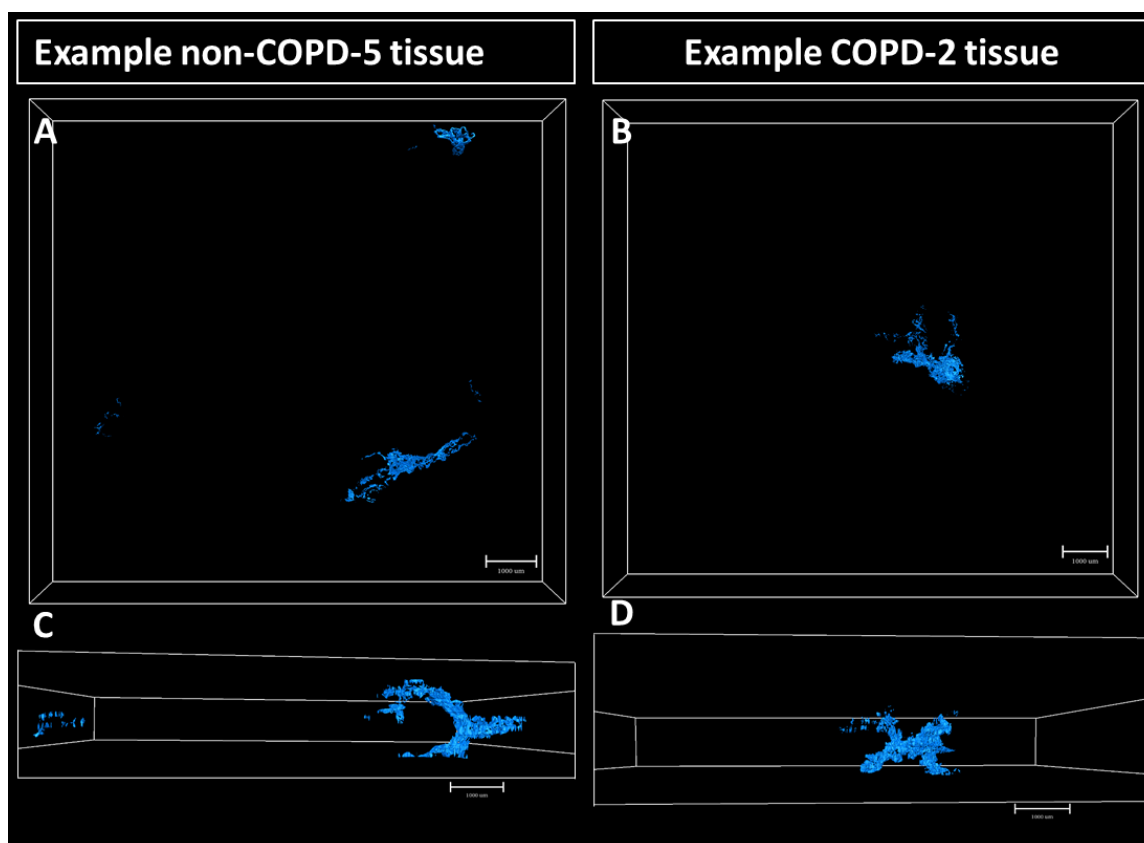 Example non-COPD-5 tissue
Example COPD-2 tissue
A
B
1000 um
1000 um
C
D
1000 um
1000 um